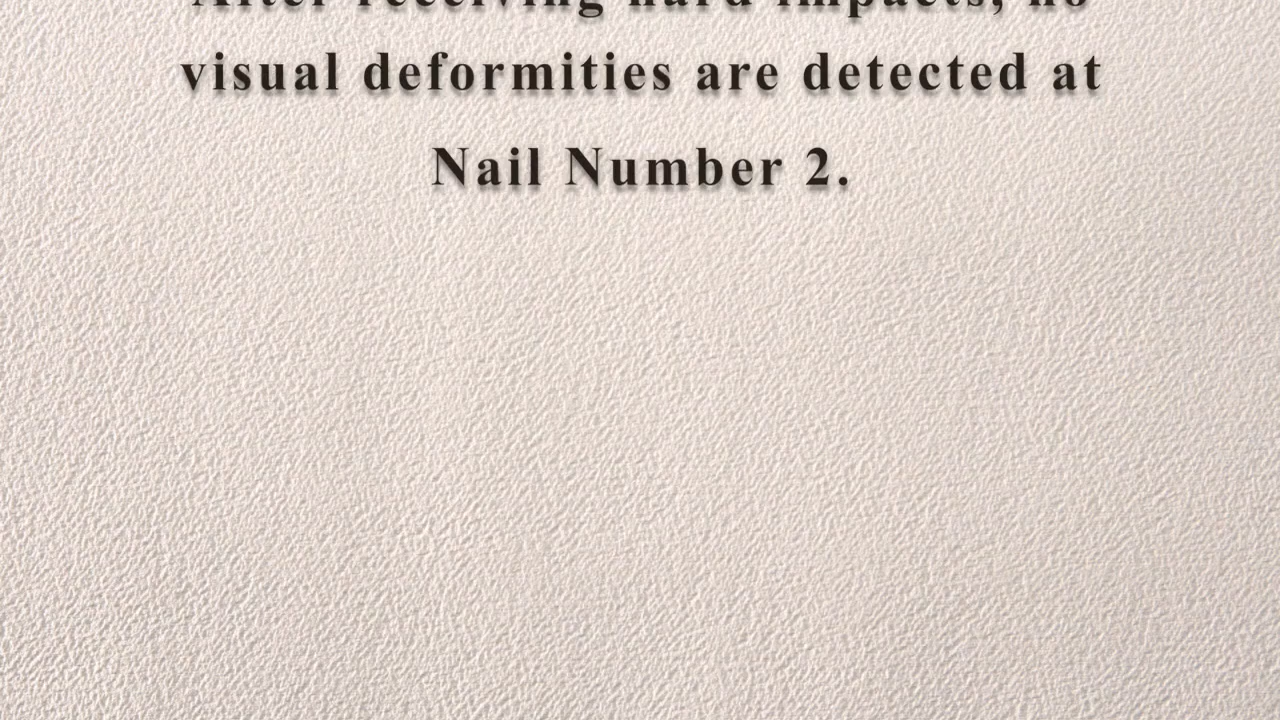 After receiving hard impacts, no
visual deformities are detected at
Nail Number 2.